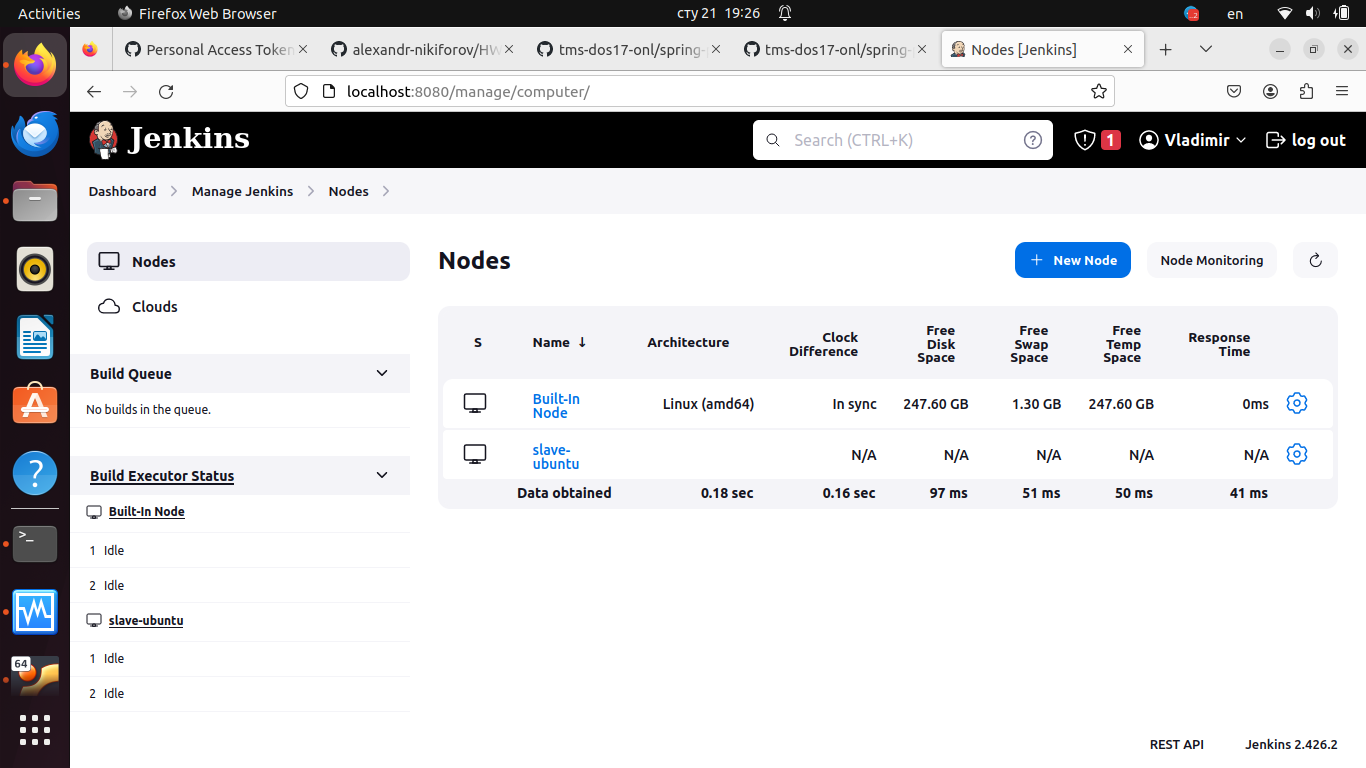 Activities
Firefox Web Browser
сту 21 19:26
2
en
Personal Access Token
alexandr-nikiforov/HW
tms-dos17-onl/spring-
tms-dos17-onl/spring-
Nodes [Jenkins]
localhost:8080/manage/computer/
Jenkins
Search (CTRL+K)
1
Vladimir
log out
Dashboard
Manage Jenkins
Nodes
Nodes
Clouds
Build Queue
No builds in the queue.
Build Executor Status
Built-In Node
1 Idle
2 Idle
slave-ubuntu
1 Idle
2 Idle
Nodes
+ New Node
Node Monitoring
S Name ↓ Architecture Clock Difference Free Disk Space Free Swap Space Free Temp Space Response Time
Built-In Node Linux (amd64) In sync 247.60 GB 1.30 GB 247.60 GB 0ms
slave-ubuntu N/A N/A N/A N/A N/A
Data obtained 0.18 sec 0.16 sec 97 ms 51 ms 50 ms 41 ms
64
REST API
Jenkins 2.426.2